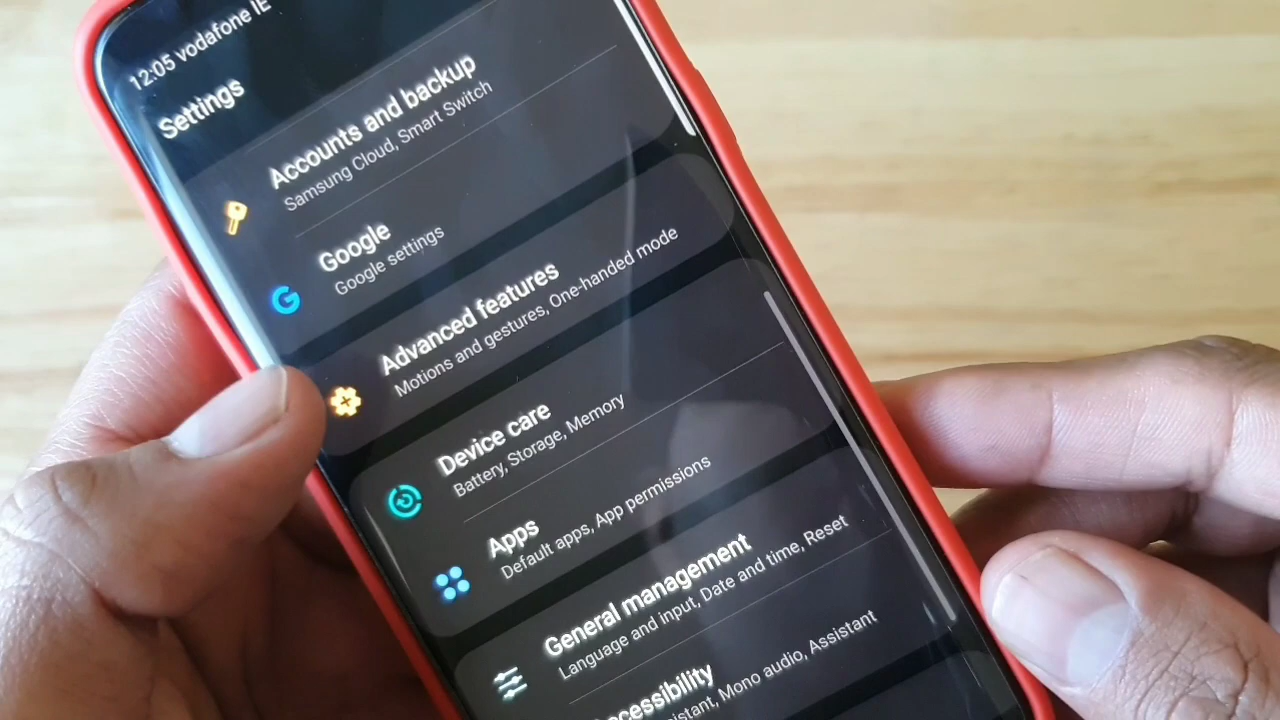 12:05 vodafone IE
Settings
Accounts and backup
Samsung Cloud, Smart Switch
Google
Google settings
Advanced features
Motions and gestures, One-handed mode
Device care
Battery, Storage, Memory
Apps
Default apps, App permissions
General management
Language and input, Date and time, Reset
ccessibility
istant, Mono audio, Assistant